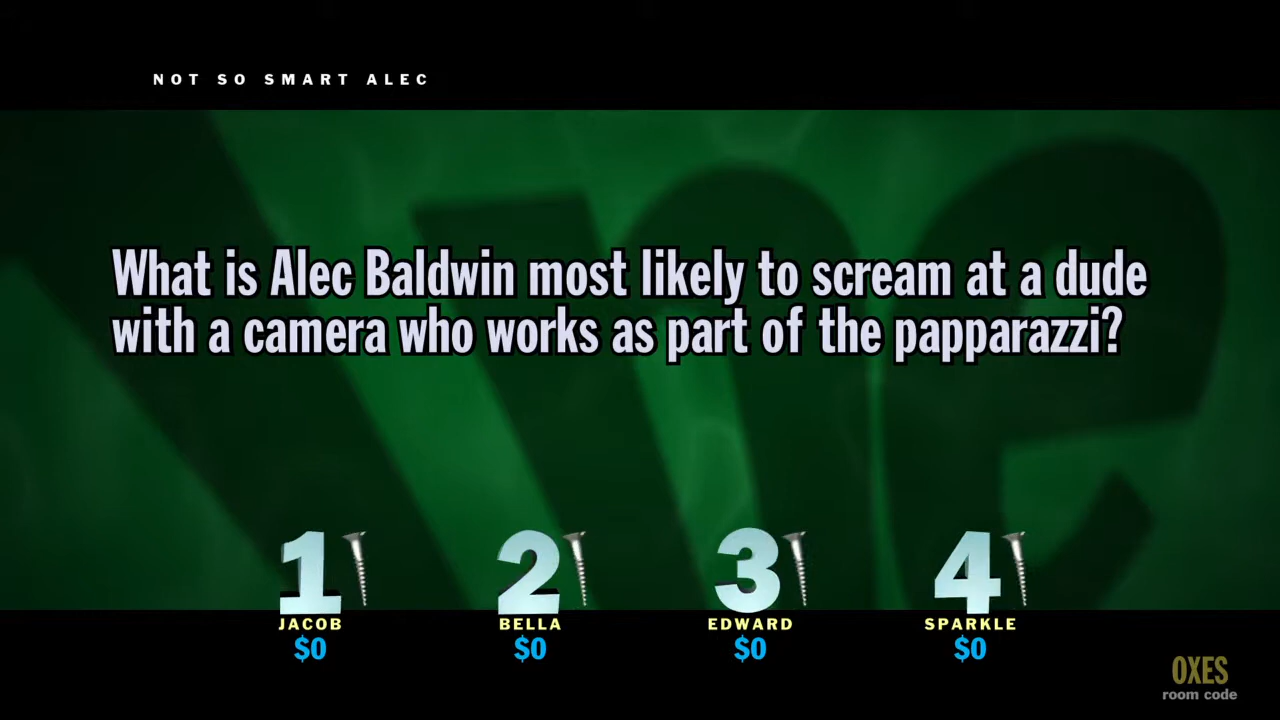 NOT SO SMART ALEC
What is Alec Baldwin most likely to scream at a dude
with a camera who works as part of the papparazzi?
1 2 3 4
JACOB BELLA EDWARD SPARKLE
$0 $0 $0 $0
OXES
room code